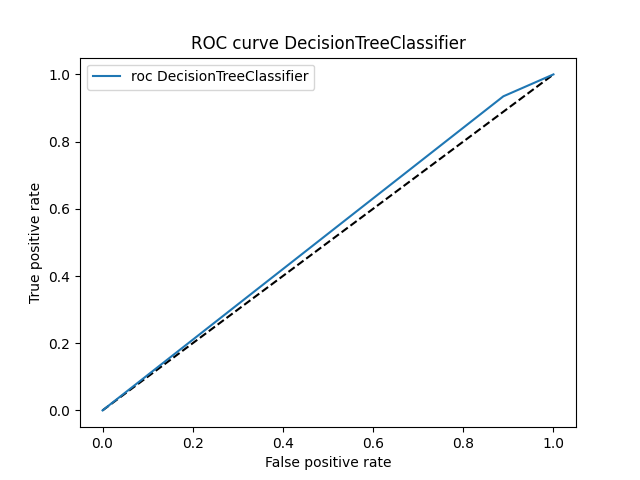 ROC curve DecisionTreeClassifier
roc DecisionTreeClassifier
True positive rate
1.0
0.8
0.6
0.4
0.2
0.0
0.0 0.2 0.4 0.6 0.8 1.0
False positive rate